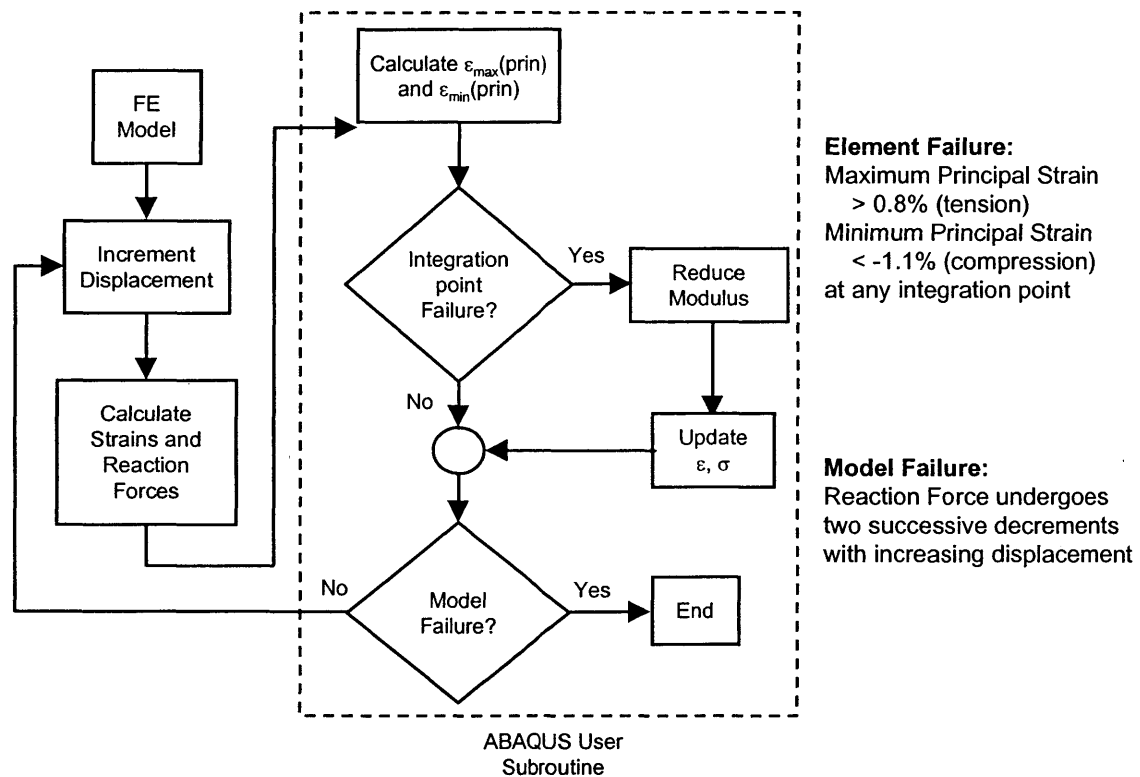 FE
Model
Increment
Displacement
Calculate
Strains and
Reaction
Forces
Calculate εmax(prin)
and εmin(prin)
Integration
point
Failure?
Yes
Reduce
Modulus
No
Update
ε, σ
Model
Failure?
No
Yes
End
ABAQUS User
Subroutine
Element Failure:
Maximum Principal Strain
> 0.8% (tension)
Minimum Principal Strain
< -1.1% (compression)
at any integration point
Model Failure:
Reaction Force undergoes
two successive decrements
with increasing displacement